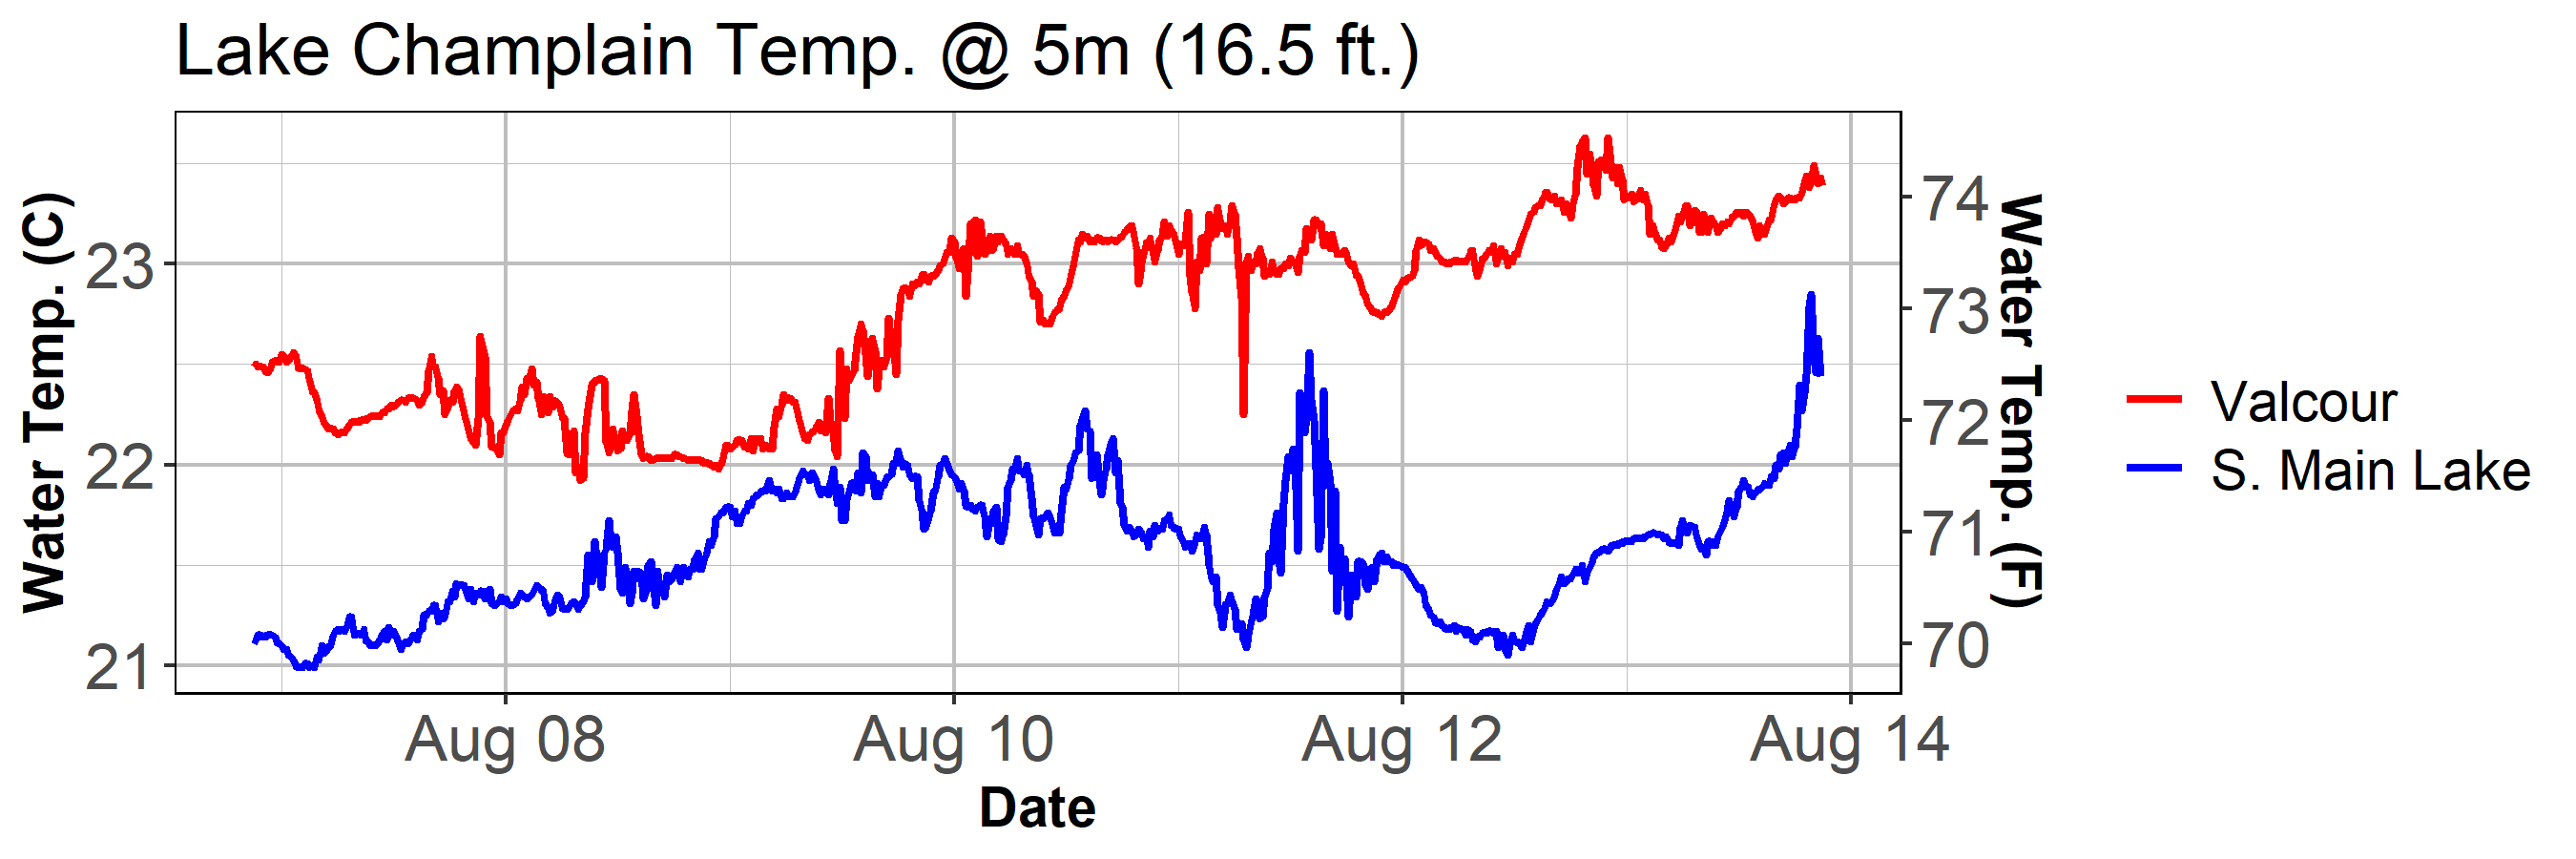 Lake Champlain Temp. @ 5m (16.5 ft.)
Water Temp. (C)
23
22
21
74
73
72
71
70
Water Temp. (F)
Aug 08
Aug 10
Aug 12
Aug 14
Date
Valcour
S. Main Lake